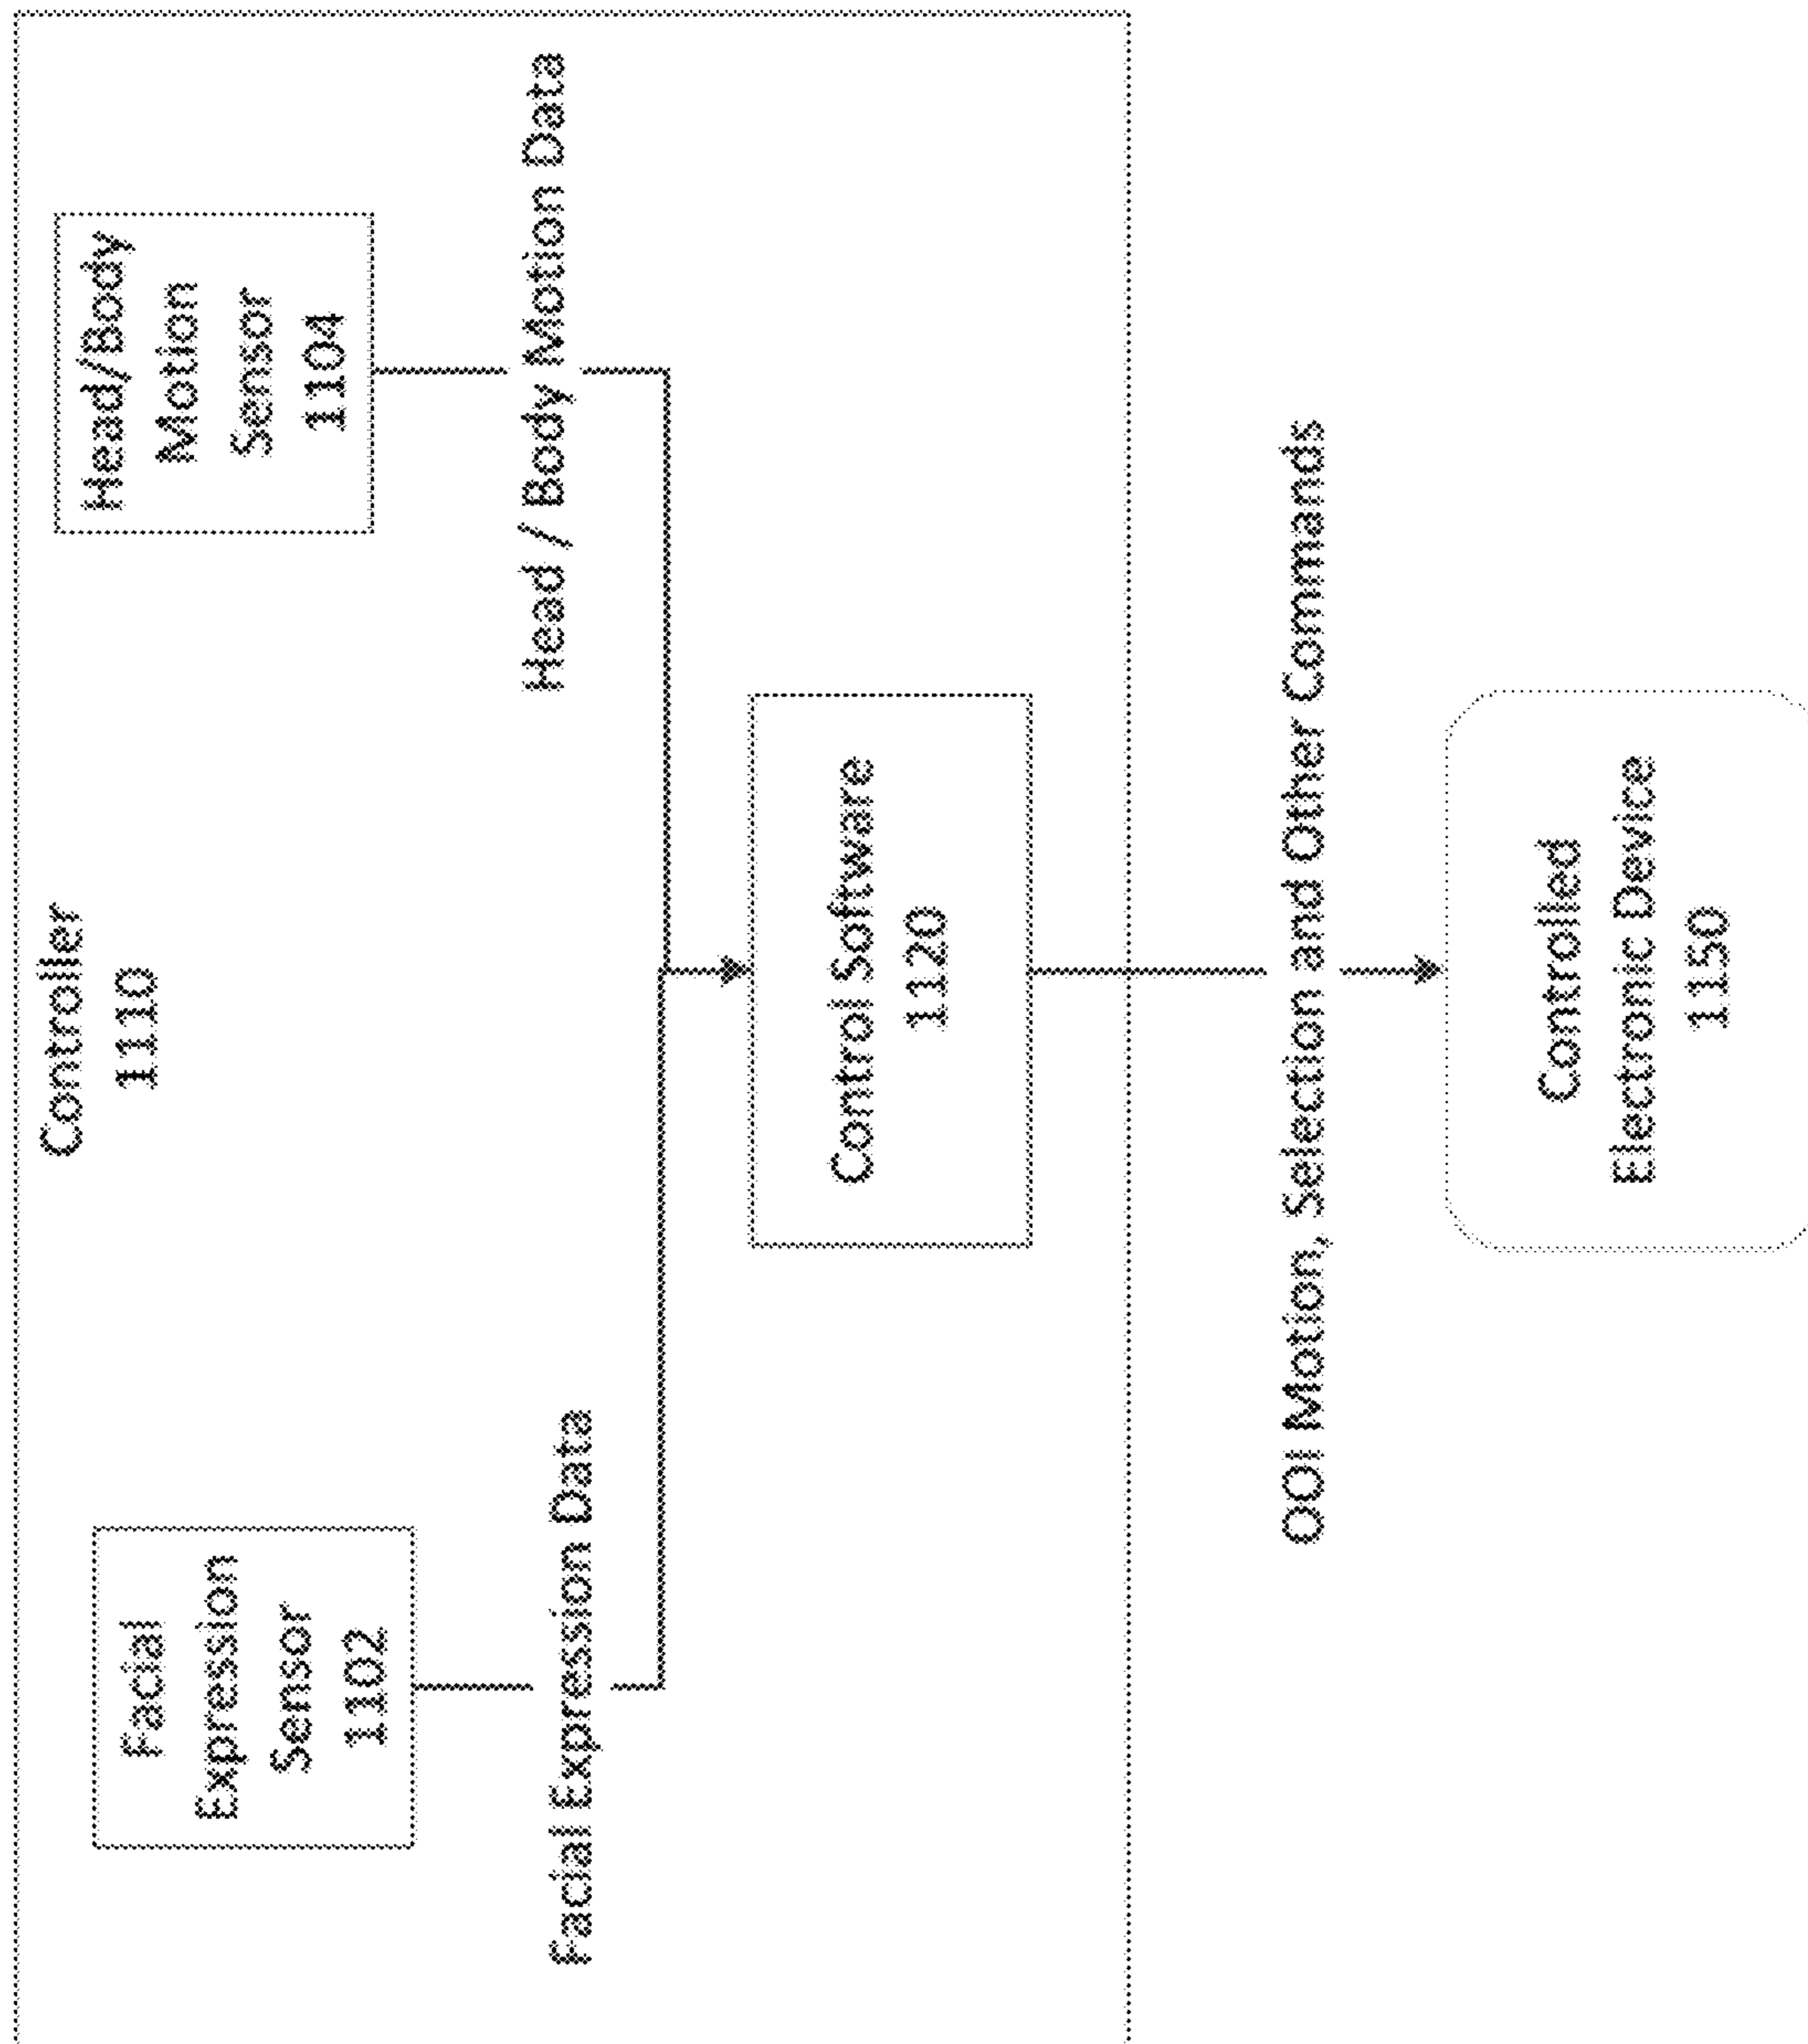 Controller
1110
Facial
Expression
Sensor
1102
Head/Body
Motion
Sensor
1104
Facial Expression Data
Head / Body Motion Data
Control Software
1120
OOI Motion, Selection and Other Commands
Controlled
Electronic Device
1150